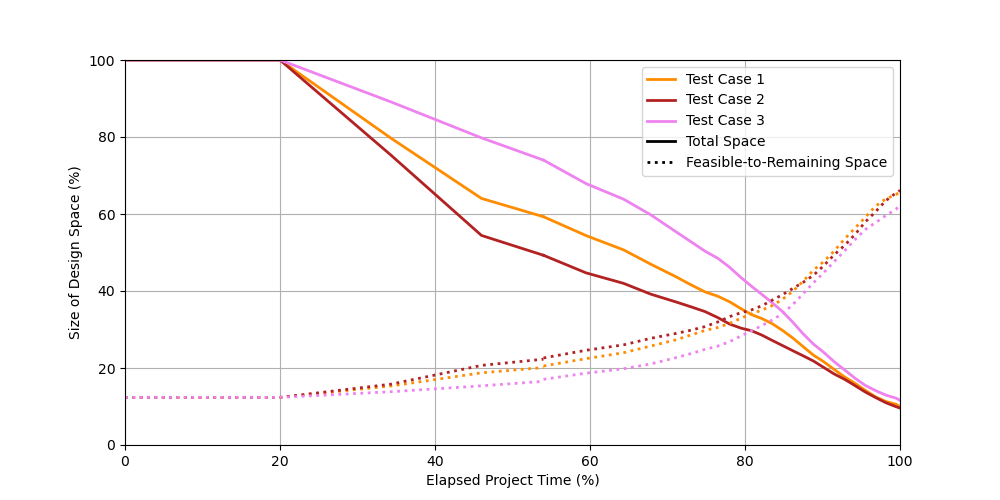 Test Case 1
Test Case 2
Test Case 3
Total Space
Feasible-to-Remaining Space
Size of Design Space (%)
100
80
60
40
20
0
0 20 40 60 80 100
Elapsed Project Time (%)